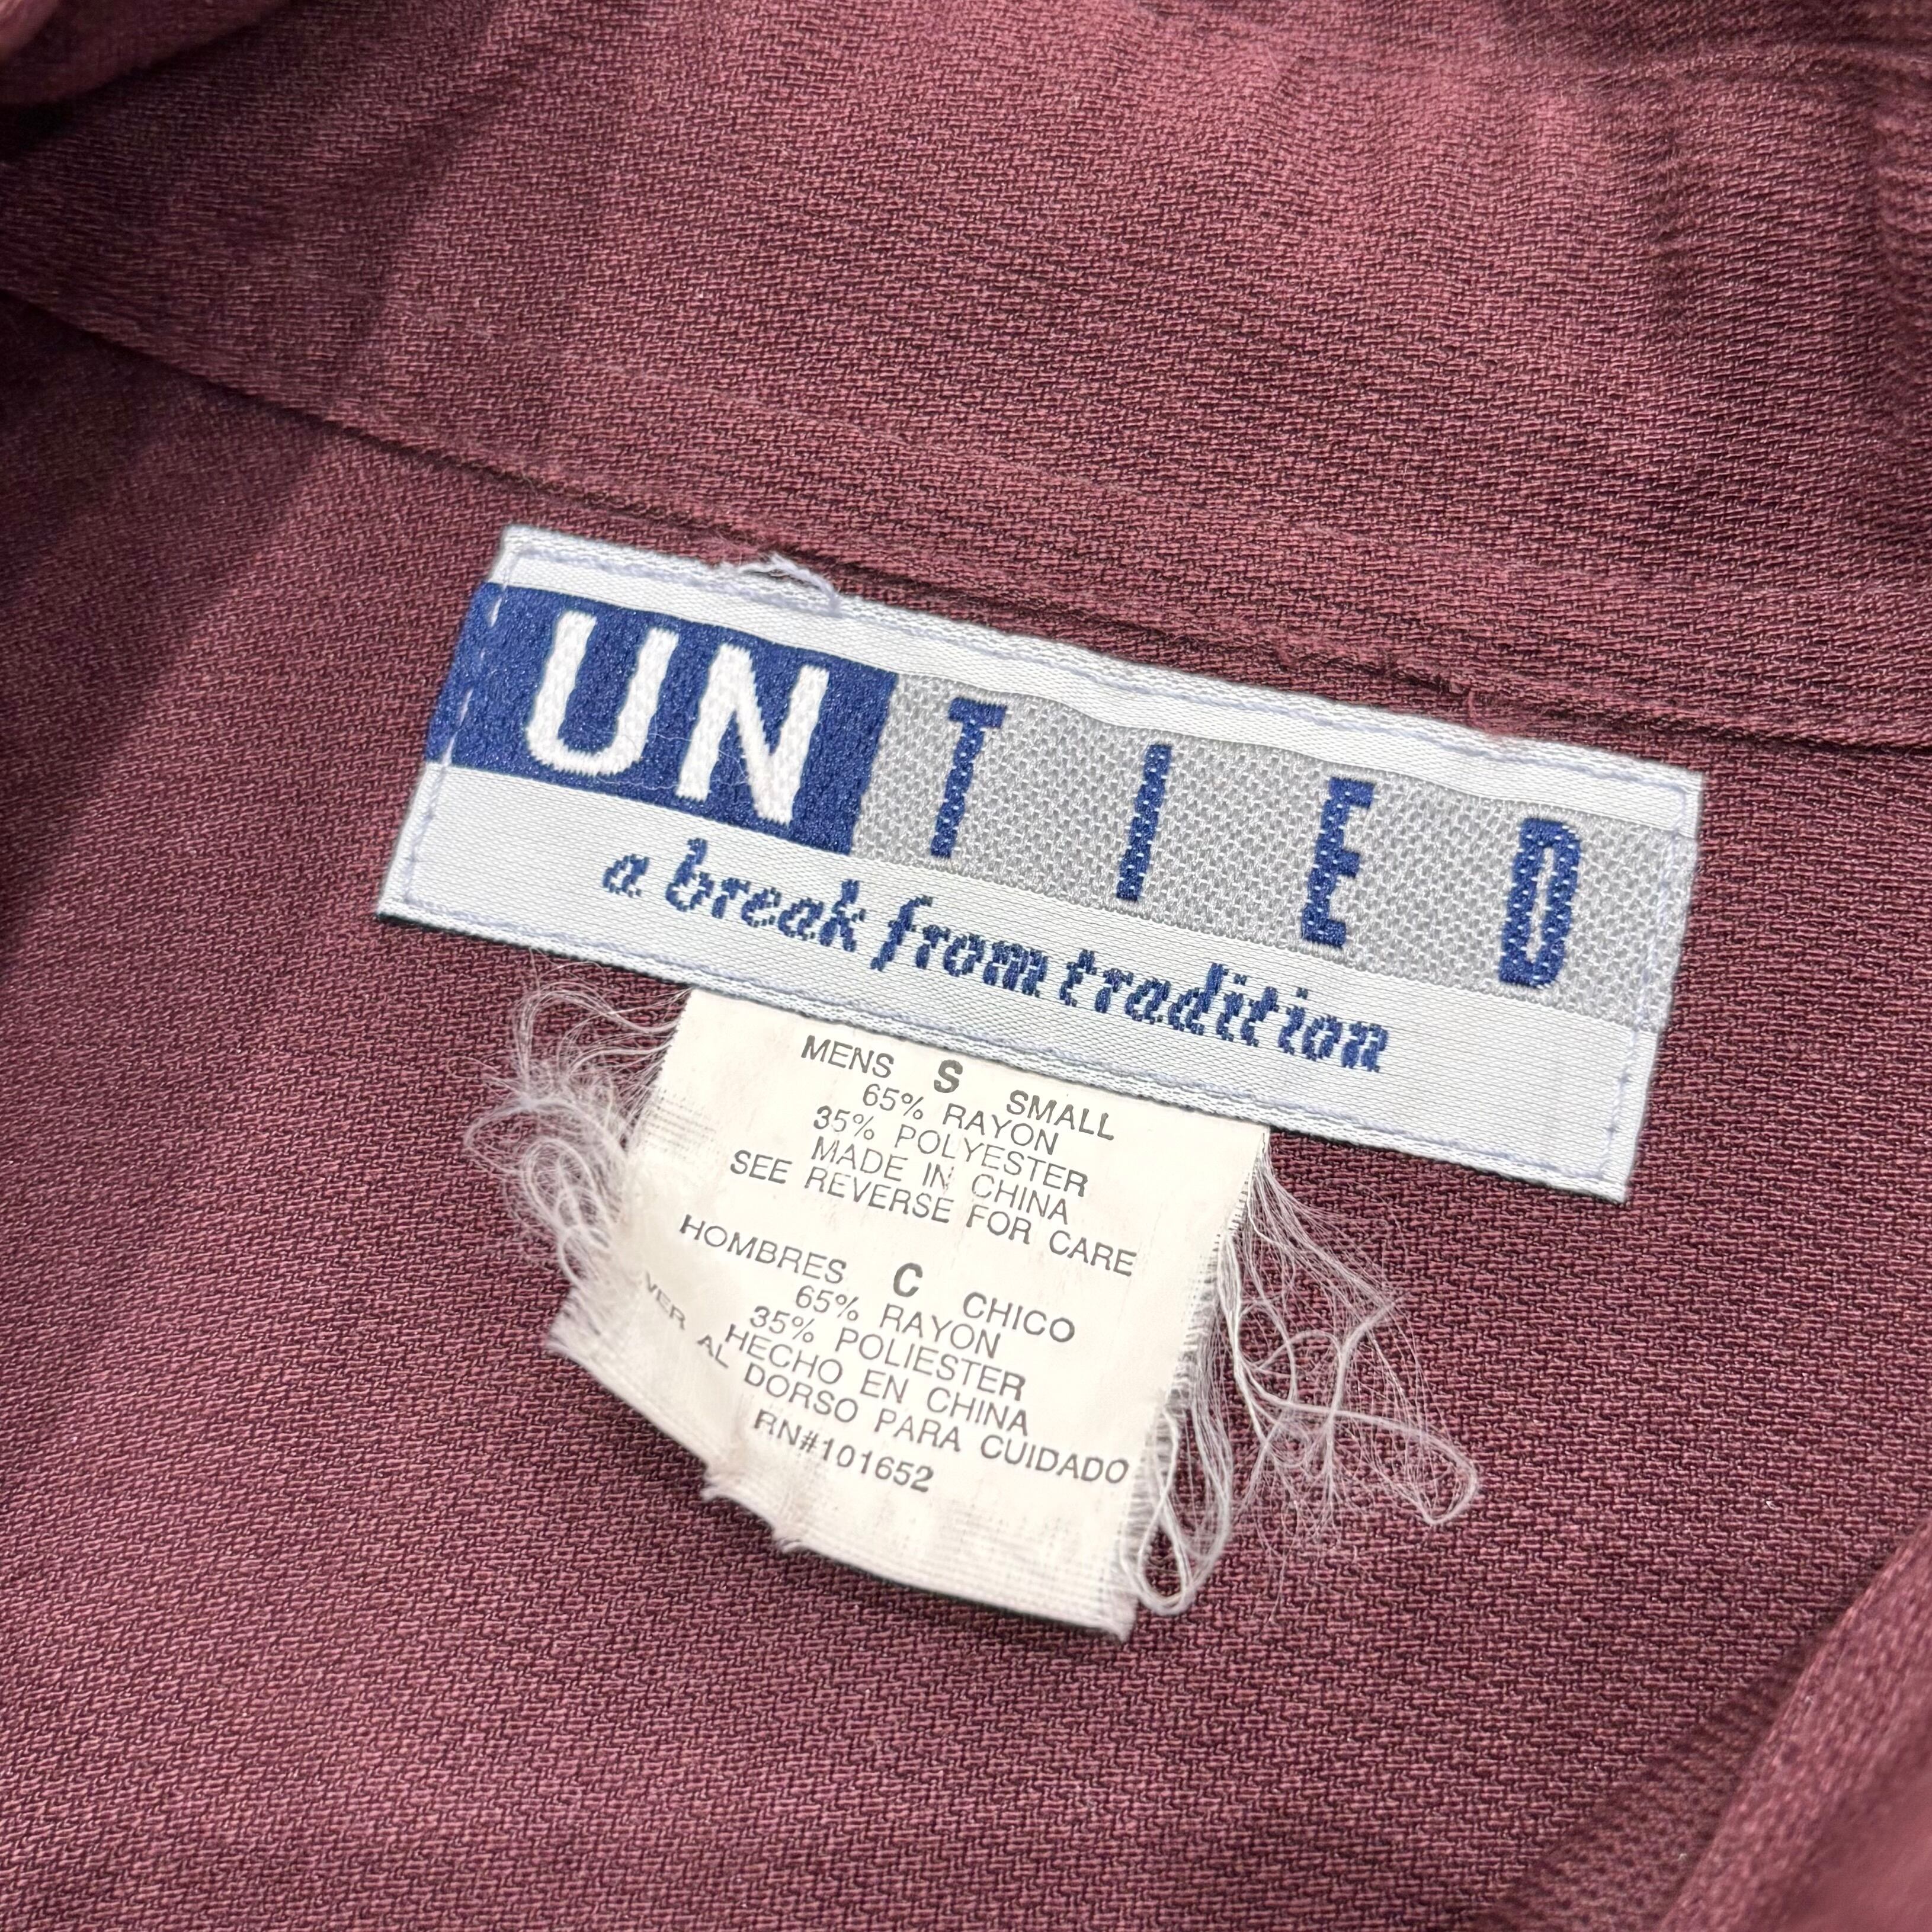 UNTIED
a break from tradition
MENS S SMALL
65% RAYON
35% POLYESTER
MADE IN CHINA
SEE REVERSE FOR CARE
HOMBRES C CHICO
65% RAYON
35% POLIESTER
HECHO EN CHINA
VER AL DORSO PARA CUIDADO
RN#101652